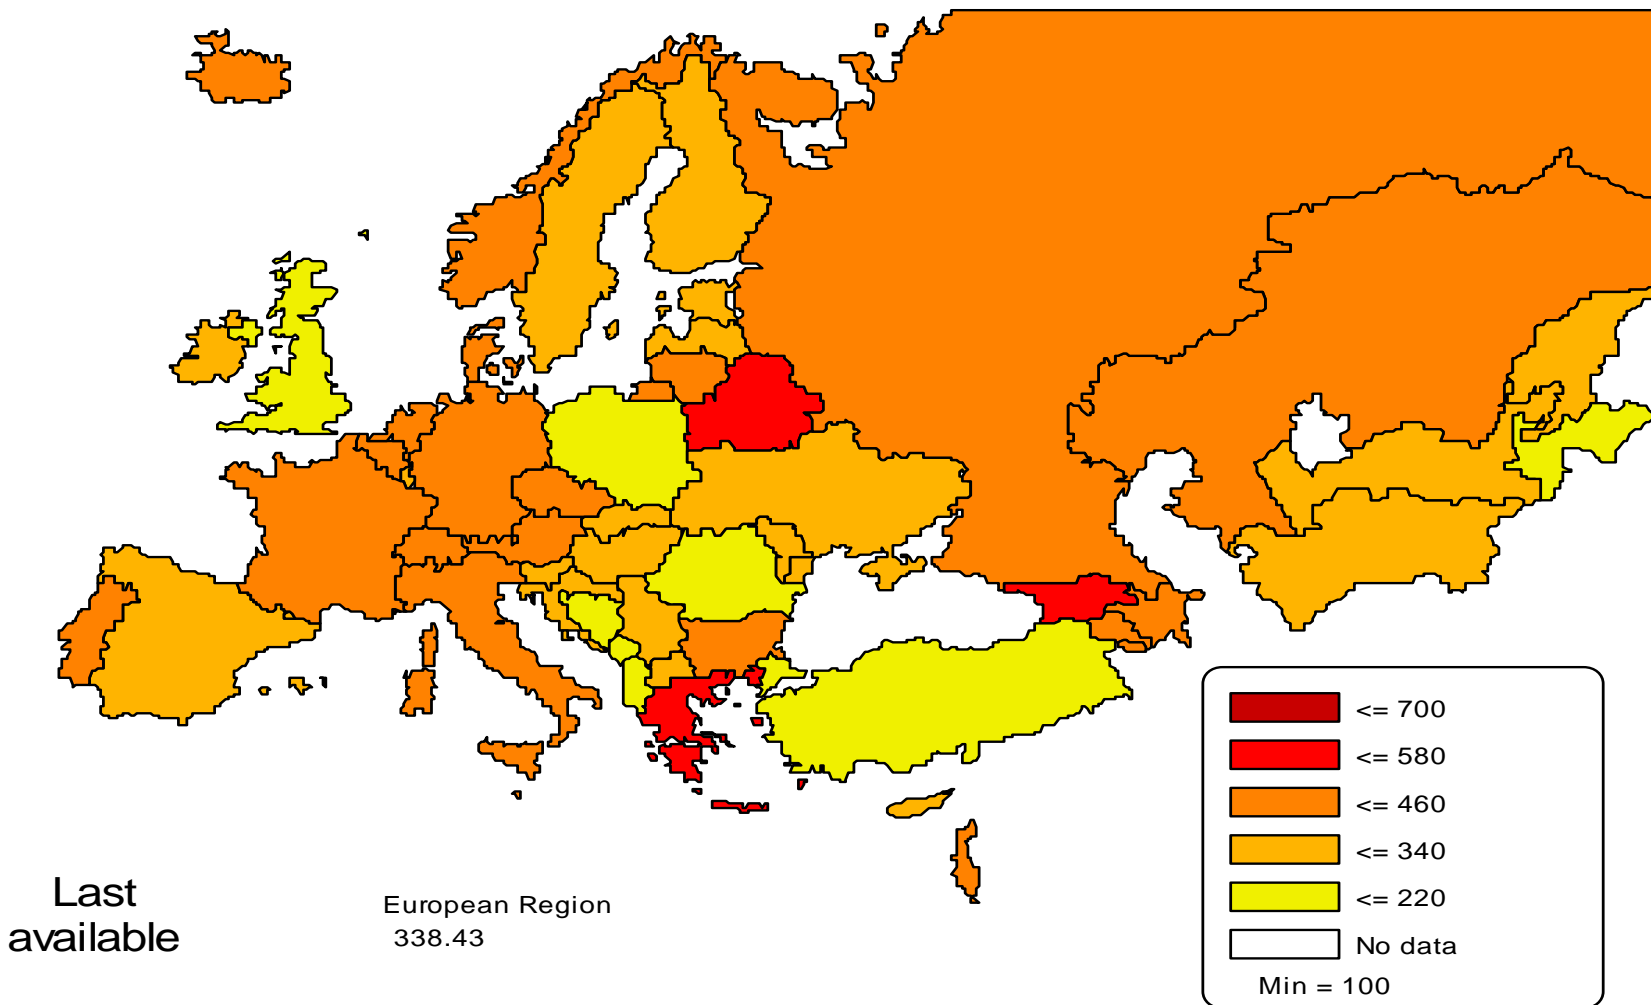 <= 700
<= 580
<= 460
<= 340
<= 220
No data
Min = 100
Last
available
European Region
338.43